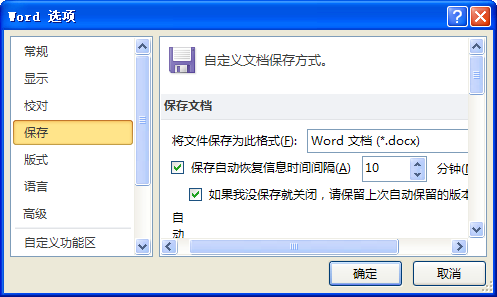 Word 选项
常规
显示
校对
保存
版式
语言
高级
自定义功能区
自定义文档保存方式。
保存文档
将文件保存为此格式(F): Word 文档 (*.docx)
保存自动恢复信息时间间隔(A) 10 分钟(
如果我没保存就关闭，请保留上次自动保留的版本
自
动
确定 取消